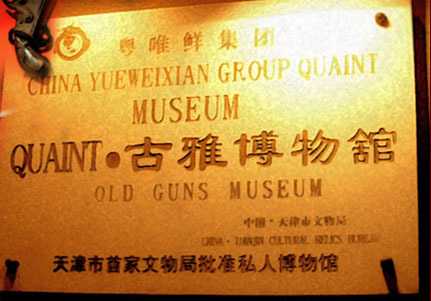 粤唯鲜集团
CHINA YUEWEIXIAN GROUP QUAINT
MUSEUM
QUAINT•古雅博物馆
OLD GUNS MUSEUM
中国·天津市文物局
CHINA·TIANJIN CULTURAL RELICS BUREAU
天津市首家文物局批准私人博物馆